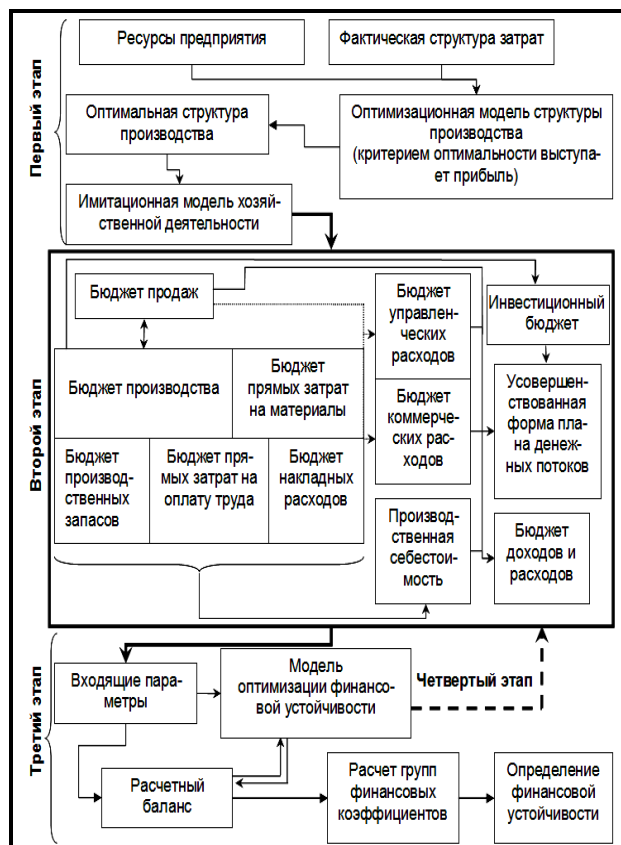 Первый этап
Ресурсы предприятия
Фактическая структура затрат
Оптимальная структура
производства
Оптимизационная модель структуры
производства
(критерием оптимальности выступа-
ет прибыль)
Имитационная модель хозяй-
ственной деятельности
Второй этап
Бюджет продаж
Бюджет
управлен-
ческих
расходов
Инвестиционный
бюджет
Бюджет производства
Бюджет
прямых затрат
на материалы
Бюджет
коммерчес-
ких рас-
ходов
Усовершен-
ствованная
форма пла-
на денеж-
ных потоков
Бюджет
производ-
ственных
запасов
Бюджет пря-
мых затрат на
оплату труда
Бюджет
накладных
расходов
Производ-
ственная
себестои-
мость
Бюджет
доходов и
расходов
Третий этап
Входящие пара-
метры
Модель
оптимизации финансо-
вой устойчивости
Четвертый этап
Расчетный
баланс
Расчет групп
финансовых
коэффициентов
Определение
финансовой
устойчивости